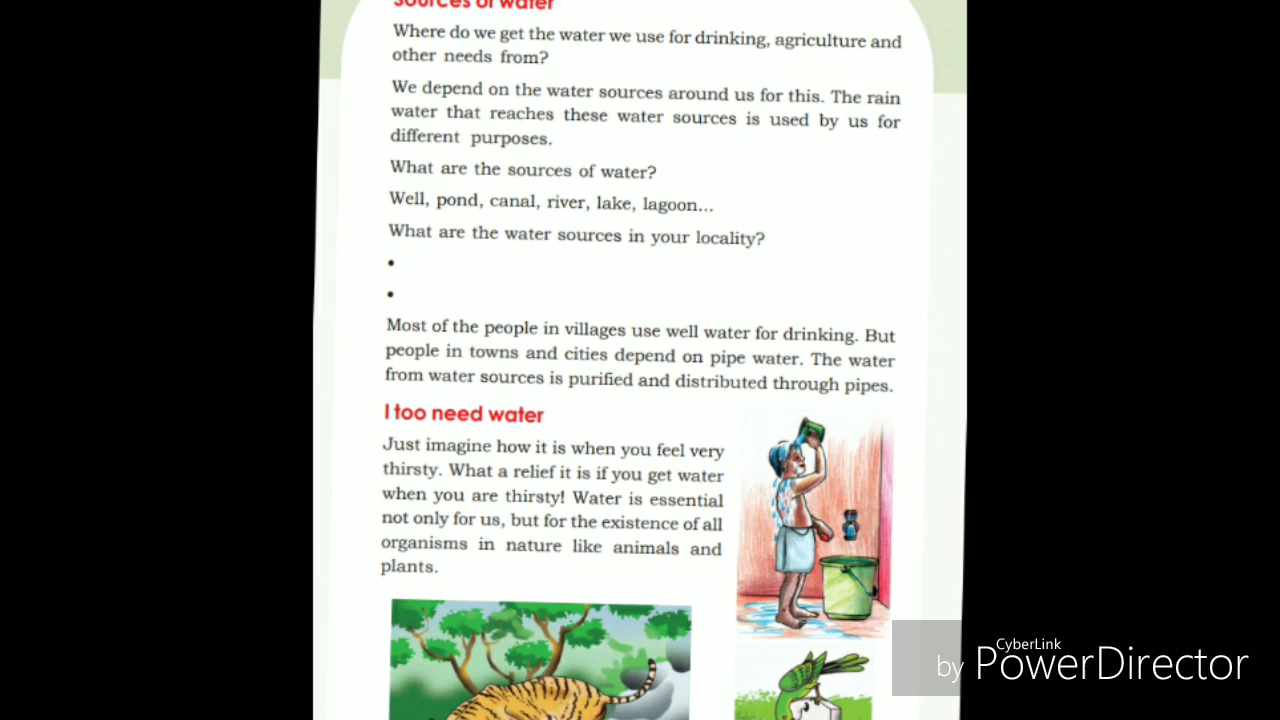 Sources of water
Where do we get the water we use for drinking, agriculture and
other needs from?
We depend on the water sources around us for this. The rain
water that reaches these water sources is used by us for
different purposes.
What are the sources of water?
Well, pond, canal, river, lake, lagoon...
What are the water sources in your locality?
•
•
Most of the people in villages use well water for drinking. But
people in towns and cities depend on pipe water. The water
from water sources is purified and distributed through pipes.
I too need water
Just imagine how it is when you feel very
thirsty. What a relief it is if you get water
when you are thirsty! Water is essential
not only for us, but for the existence of all
organisms in nature like animals and
plants.
CyberLink
by PowerDirector